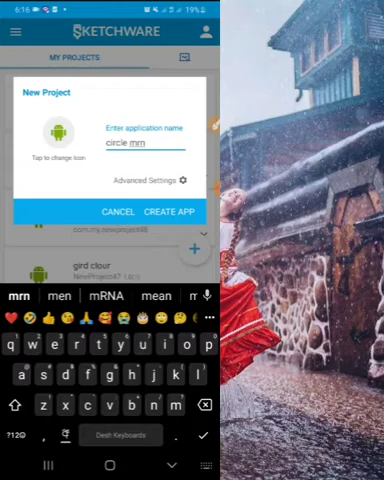 6:16
19%
SKETCHWARE
MY PROJECTS
New Project
Enter application name
circle mrn
Tap to change icon
Advanced Settings
CANCEL CREATE APP
com.my.newproject48
gird clour
NewProject47
mrn men mRNA mean
q w e r t y u i o p
a s d f g h j k l
z x c v b n m
?12 , Desh Keyboards .